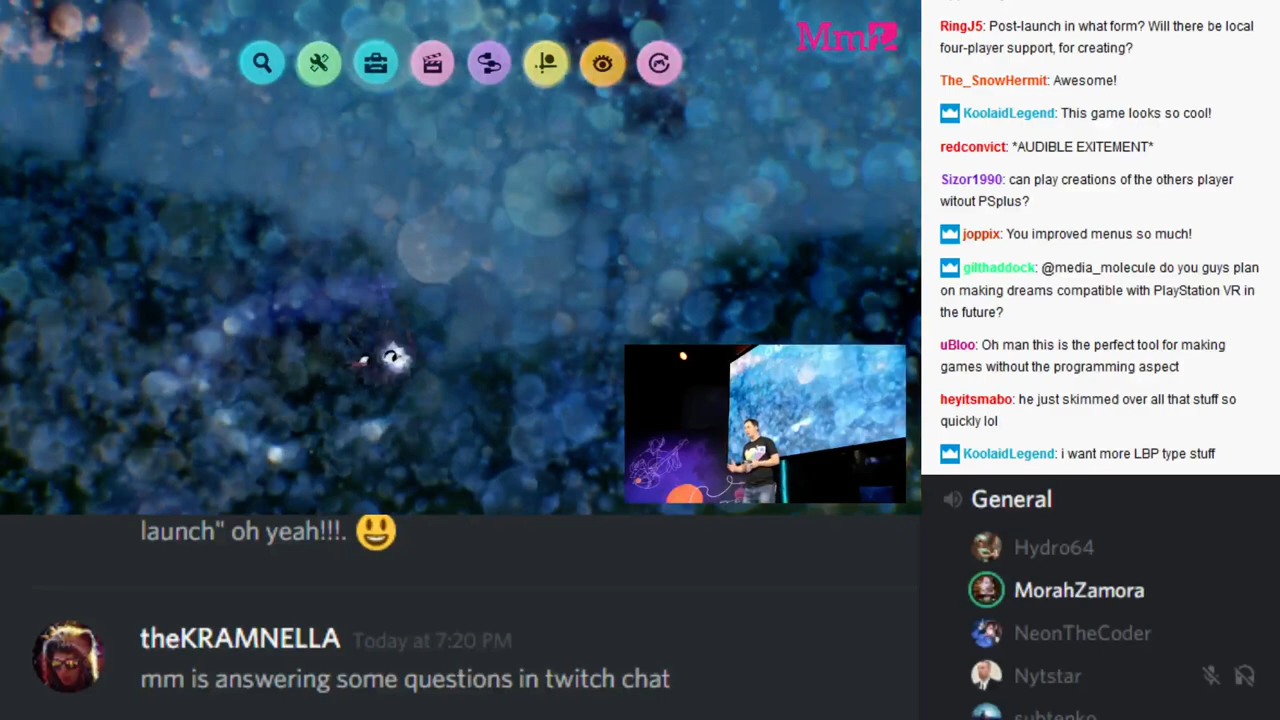 Mm
RingJ5: Post-launch in what form? Will there be local
four-player support, for creating?
The_SnowHermit: Awesome!
KoolaidLegend: This game looks so cool!
redconvict: *AUDIBLE EXITEMENT*
Sizor1990: can play creations of the others player
witout PSplus?
joppix: You improved menus so much!
gilthaddock: @media_molecule do you guys plan
on making dreams compatible with PlayStation VR in
the future?
uBloo: Oh man this is the perfect tool for making
games without the programming aspect
heyitsmabo: he just skimmed over all that stuff so
quickly lol
KoolaidLegend: i want more LBP type stuff
launch" oh yeah!!!. 😃
theKRAMNELLA Today at 7:20 PM
mm is answering some questions in twitch chat
General
Hydro64
MorahZamora
NeonTheCoder
Nytstar
subtenko